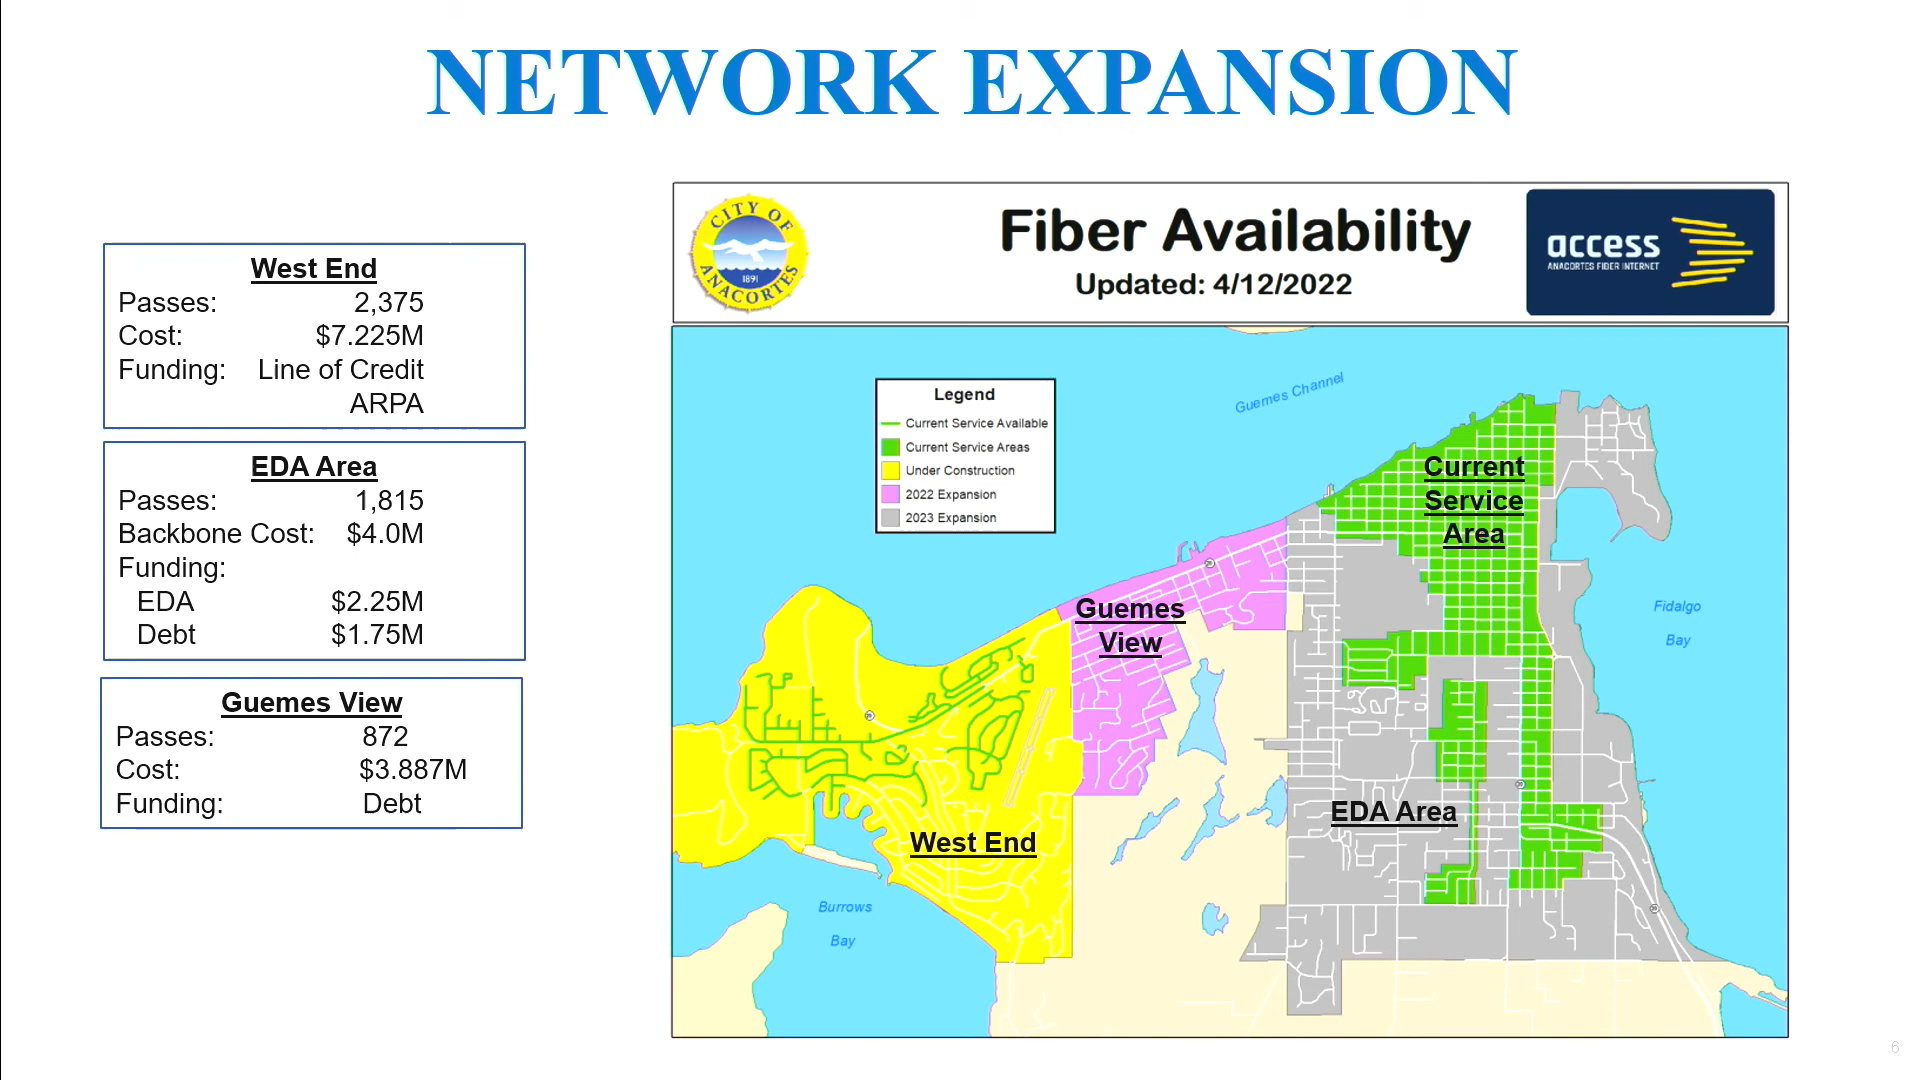 NETWORK EXPANSION
West End
Passes: 2,375
Cost: $7.225M
Funding: Line of Credit
ARPA
EDA Area
Passes: 1,815
Backbone Cost: $4.0M
Funding:
EDA $2.25M
Debt $1.75M
Guemes View
Passes: 872
Cost: $3.887M
Funding: Debt
CITY OF
ANACORTES
1891
Fiber Availability
Updated: 4/12/2022
access
ANACORTES FIBER INTERNET
Legend
Current Service Available
Current Service Areas
Under Construction
2022 Expansion
2023 Expansion
Guemes Channel
Current
Service
Area
Guemes
View
Fidalgo
Bay
EDA Area
West End
Burrows
Bay
6